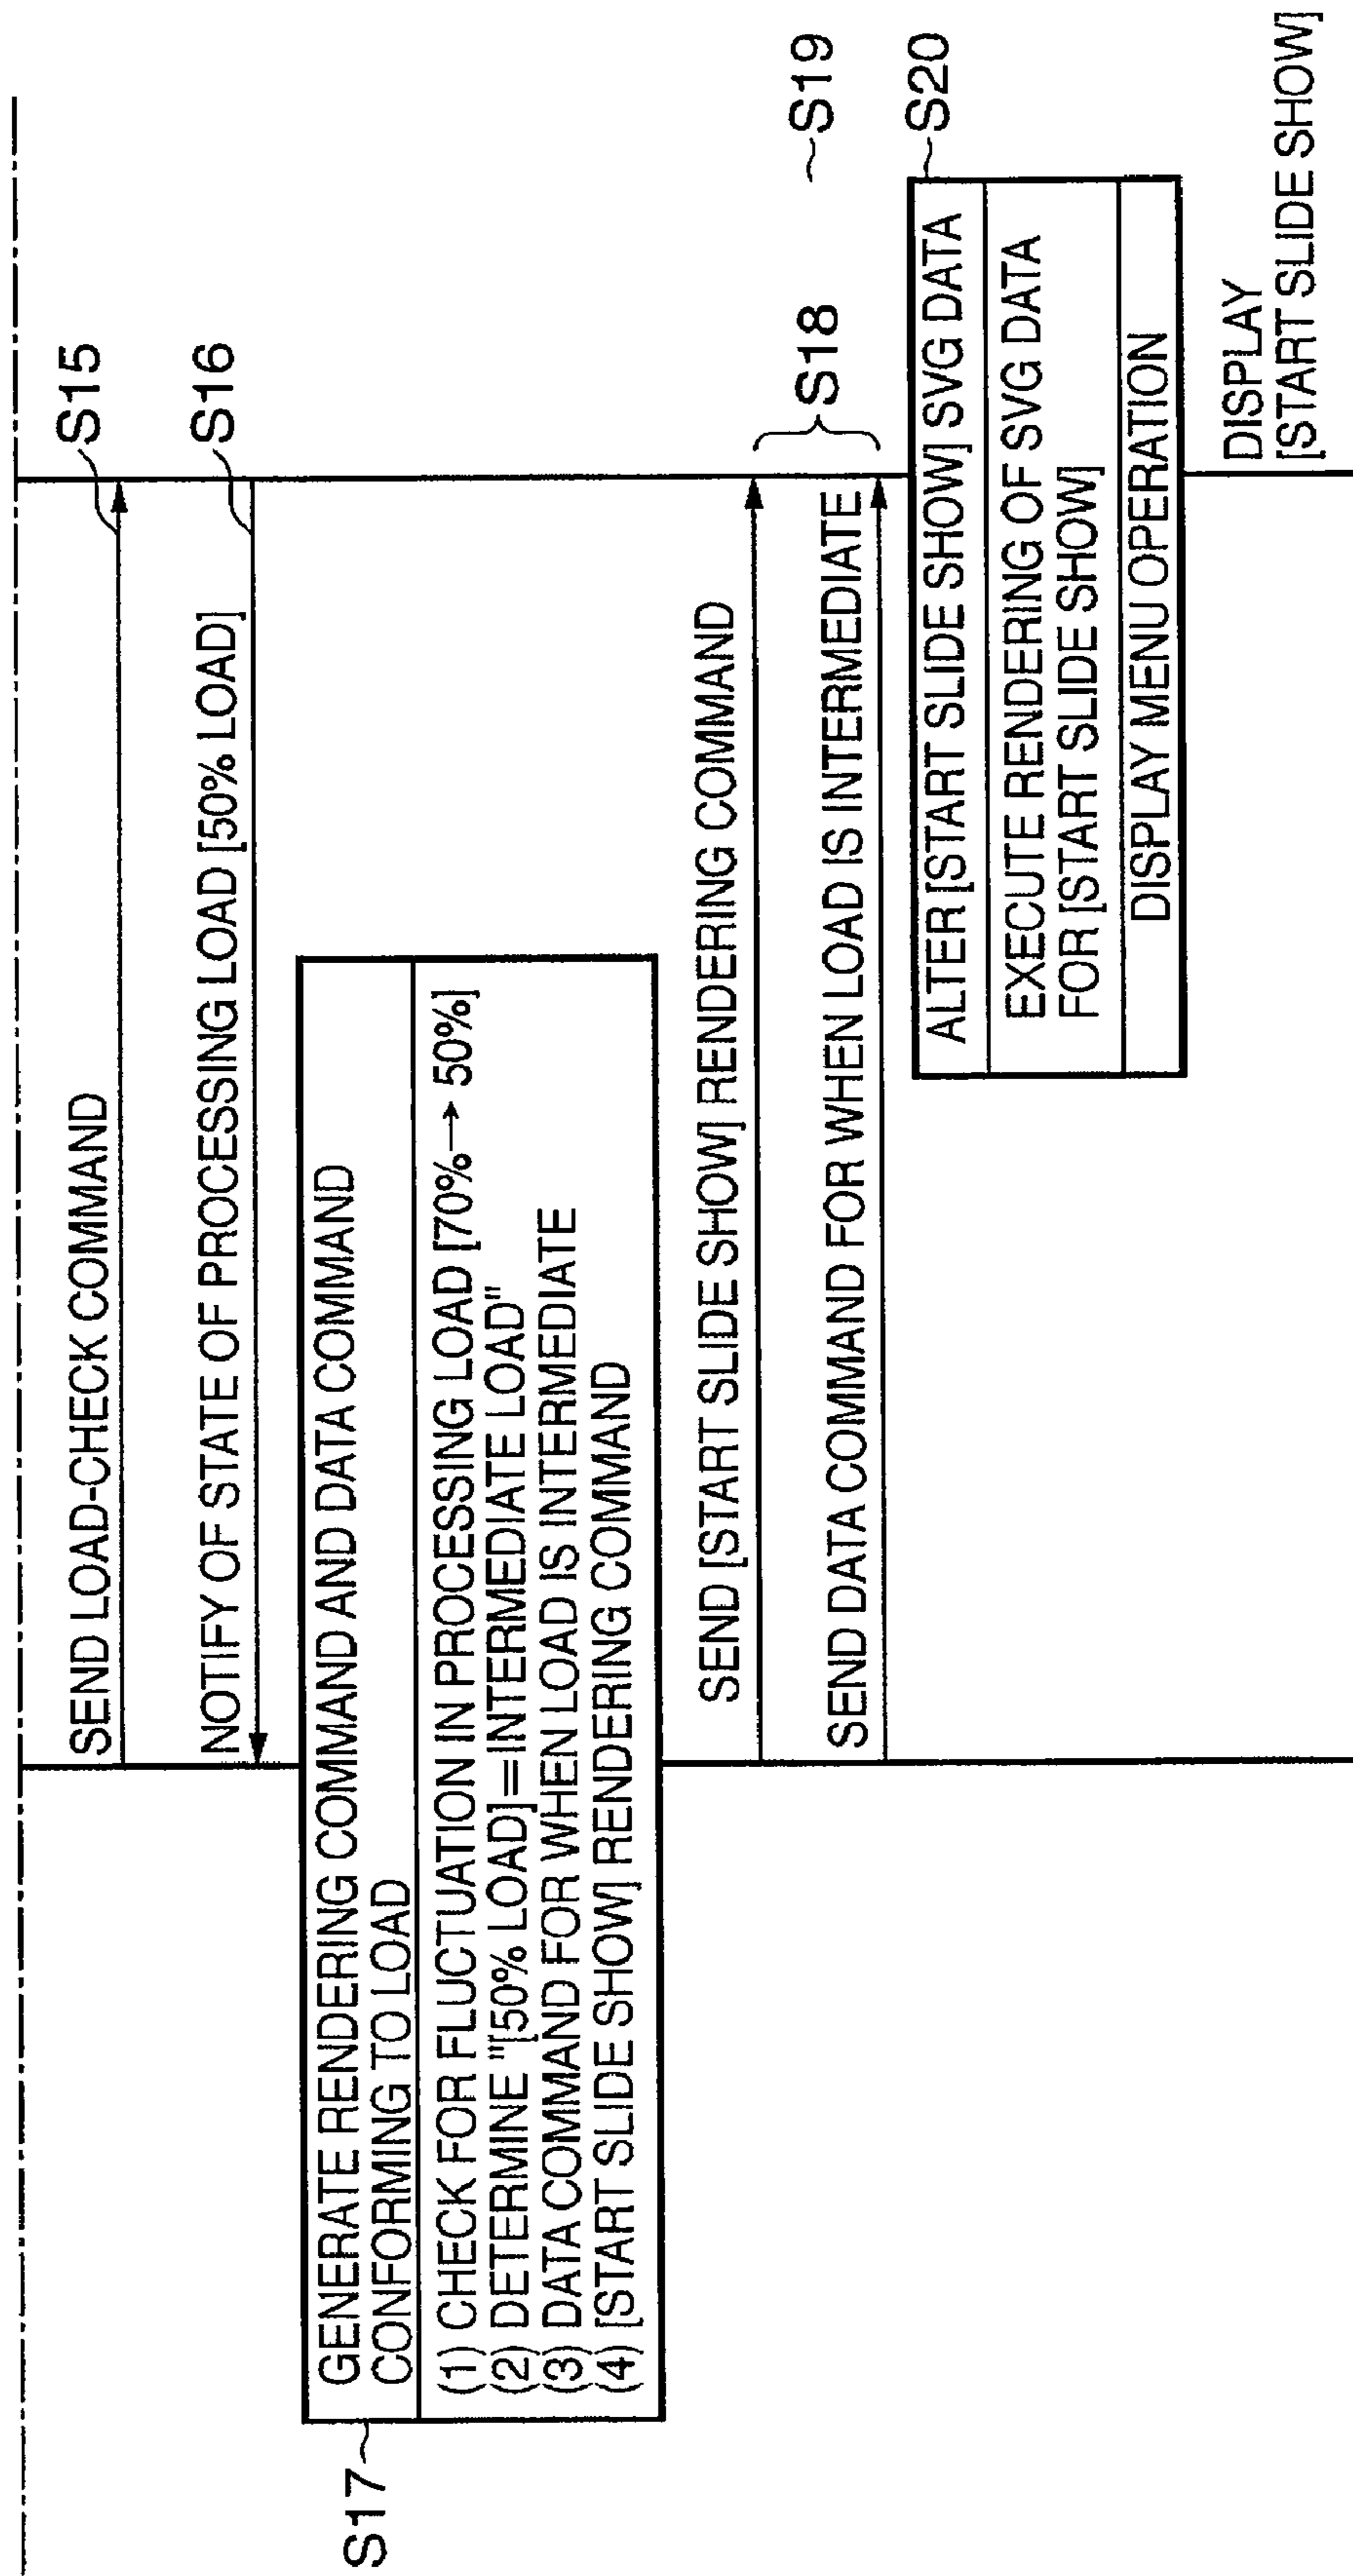 SEND LOAD-CHECK COMMAND
S15
NOTIFY OF STATE OF PROCESSING LOAD [50% LOAD]
S16
S17
GENERATE RENDERING COMMAND AND DATA COMMAND
CONFORMING TO LOAD
(1) CHECK FOR FLUCTUATION IN PROCESSING LOAD [70%→ 50%]
(2) DETERMINE "[50% LOAD]=INTERMEDIATE LOAD"
(3) DATA COMMAND FOR WHEN LOAD IS INTERMEDIATE
(4) [START SLIDE SHOW] RENDERING COMMAND
SEND [START SLIDE SHOW] RENDERING COMMAND
SEND DATA COMMAND FOR WHEN LOAD IS INTERMEDIATE
S18
S19
S20
ALTER [START SLIDE SHOW] SVG DATA
EXECUTE RENDERING OF SVG DATA
FOR [START SLIDE SHOW]
DISPLAY MENU OPERATION
DISPLAY
[START SLIDE SHOW]